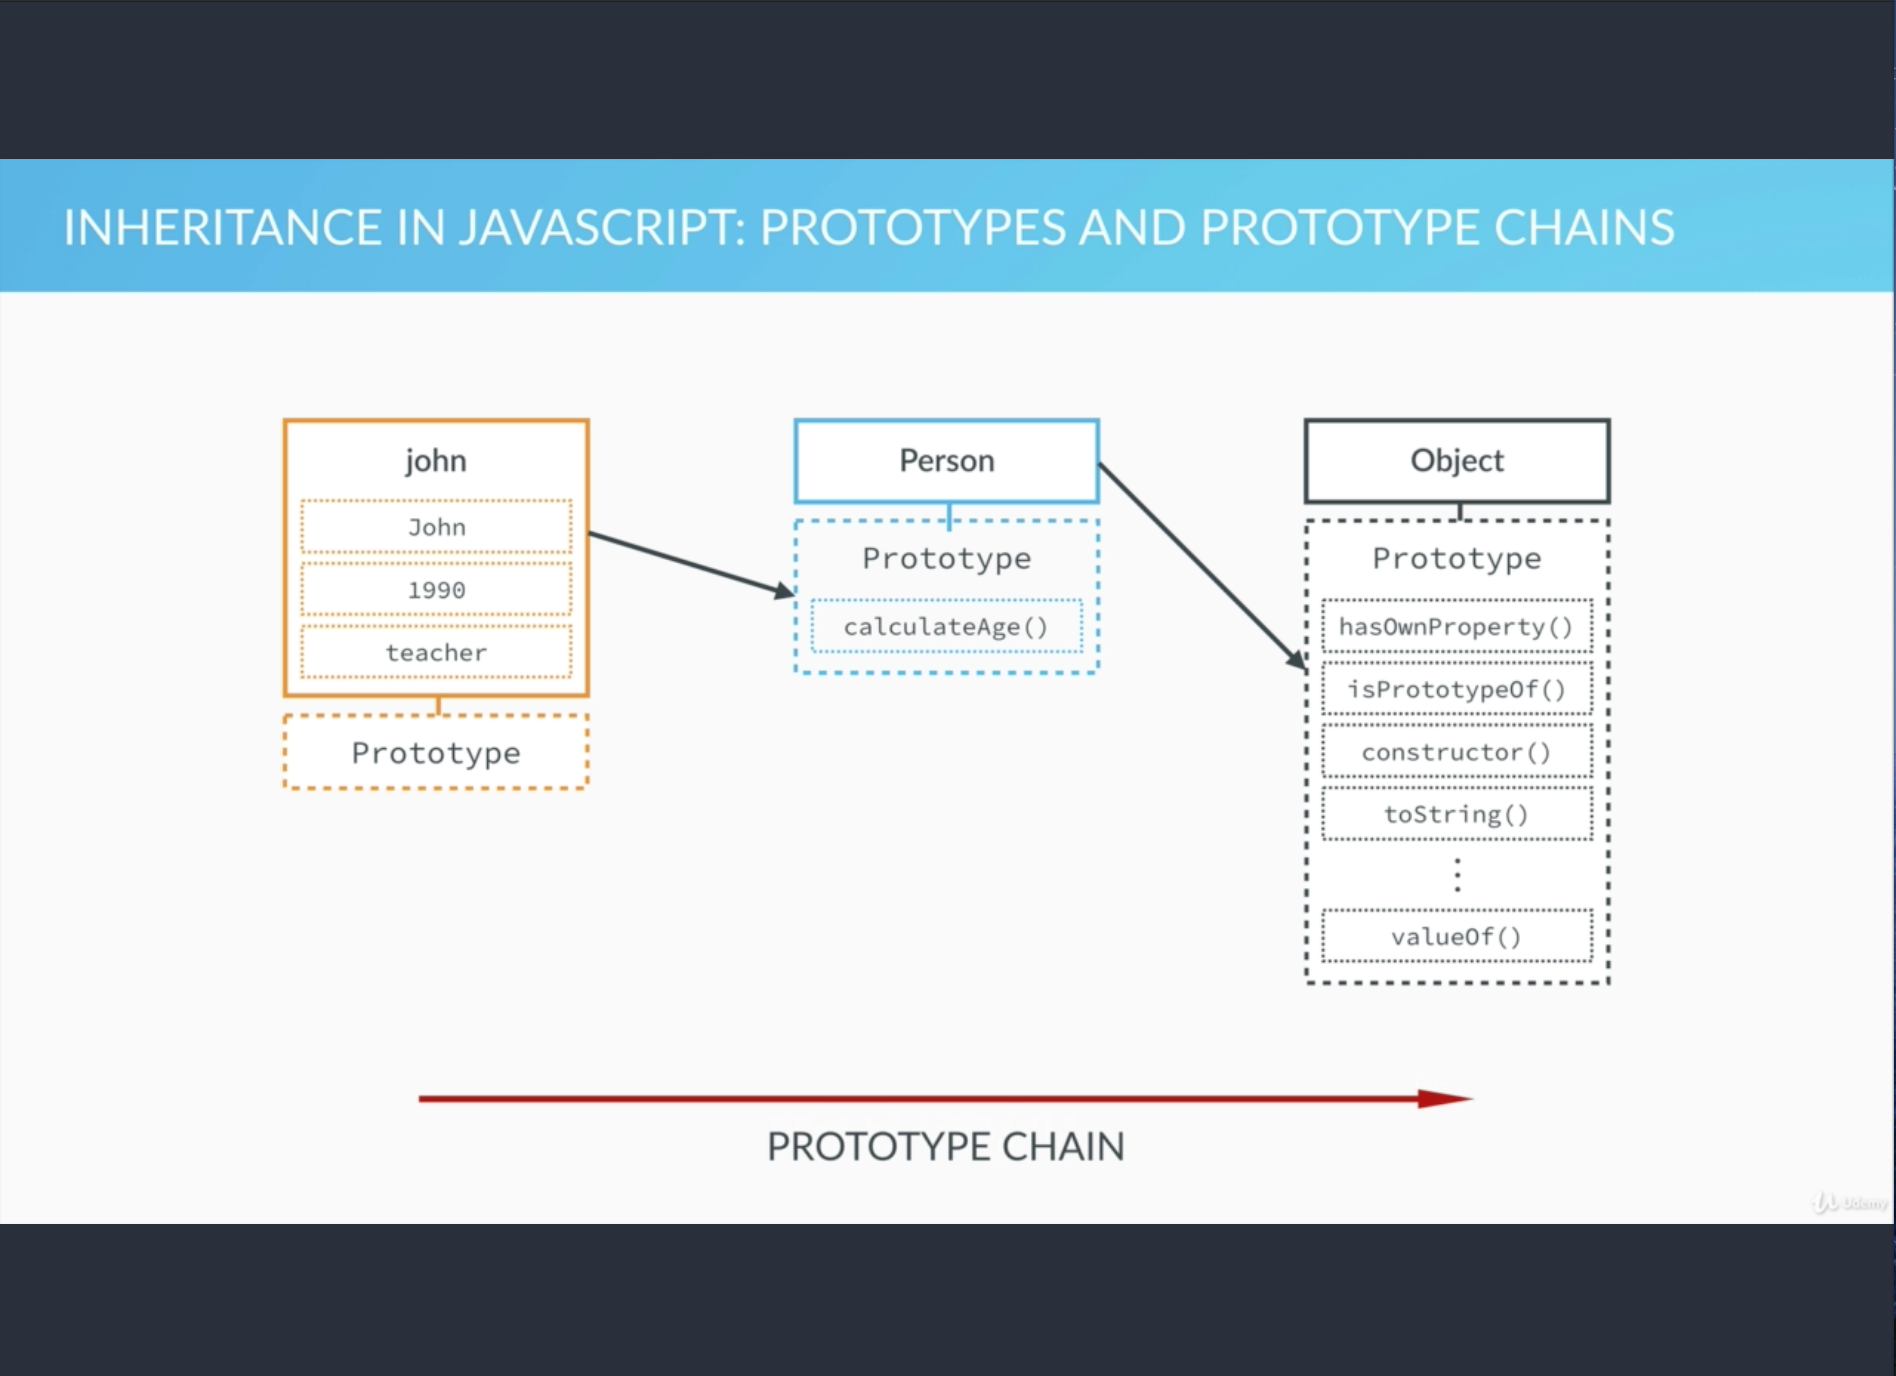 INHERITANCE IN JAVASCRIPT: PROTOTYPES AND PROTOTYPE CHAINS
john
John
1990
teacher
Prototype
Person
Prototype
calculateAge()
Object
Prototype
hasOwnProperty()
isPrototypeOf()
constructor()
toString()
⋮
valueOf()
PROTOTYPE CHAIN
Udemy